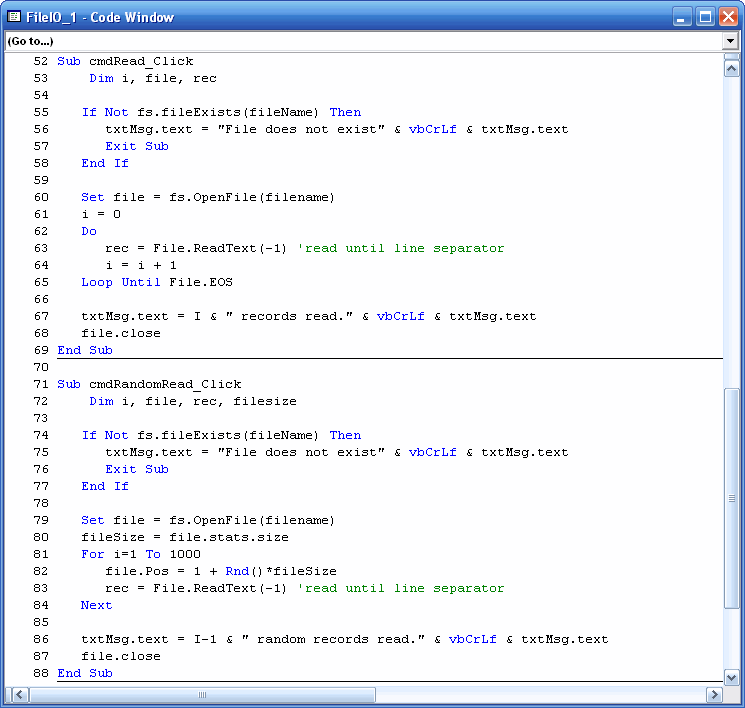 FileIO_1 - Code Window
(Go to...)
52 Sub cmdRead_Click
53     Dim i, file, rec
54
55    If Not fs.fileExists(fileName) Then
56       txtMsg.text = "File does not exist" & vbCrLf & txtMsg.text
57       Exit Sub
58    End If
59
60    Set file = fs.OpenFile(filename)
61    i = 0
62    Do
63       rec = File.ReadText(-1) 'read until line separator
64       i = i + 1
65    Loop Until File.EOS
66
67    txtMsg.text = I & " records read." & vbCrLf & txtMsg.text
68    file.close
69 End Sub
70
71 Sub cmdRandomRead_Click
72     Dim i, file, rec, filesize
73
74    If Not fs.fileExists(fileName) Then
75       txtMsg.text = "File does not exist" & vbCrLf & txtMsg.text
76       Exit Sub
77    End If
78
79    Set file = fs.OpenFile(filename)
80    fileSize = file.stats.size
81    For i=1 To 1000
82       file.Pos = 1 + Rnd()*fileSize
83       rec = File.ReadText(-1) 'read until line separator
84    Next
85
86    txtMsg.text = I-1 & " random records read." & vbCrLf & txtMsg.text
87    file.close
88 End Sub